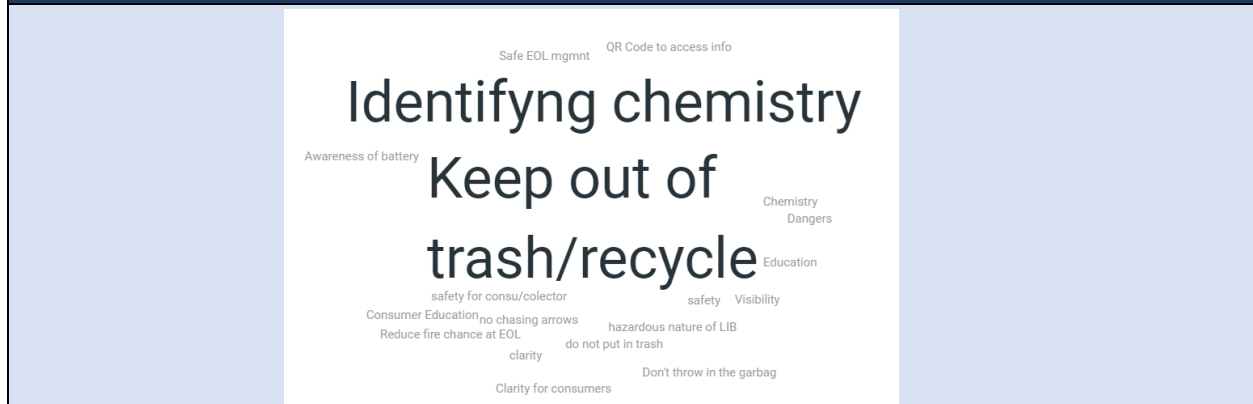 QR Code to access info
Safe EOL mgmnt
Identifyng chemistry
Awareness of battery
Keep out of
trash/recycle
Chemistry
Dangers
Education
safety for consu/colector
safety
Visibility
Consumer Education
no chasing arrows
hazardous nature of LIB
Reduce fire chance at EOL
do not put in trash
clarity
Don't throw in the garbag
Clarity for consumers